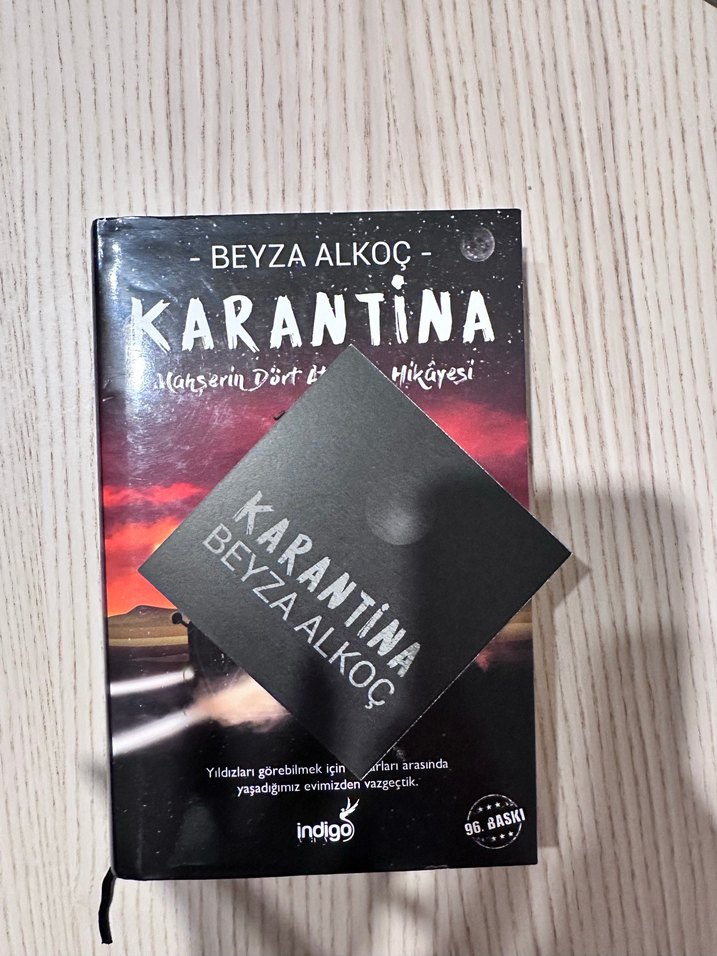 - BEYZA ALKOÇ -
KARANTİNA
Mahşerin Dört Hikâyesi
KARANTİNA
BEYZA ALKOÇ
Yıldızları görebilmek için arasında
yaşadığımız evimizden vazgeçtik.
indigo
96. BASKI